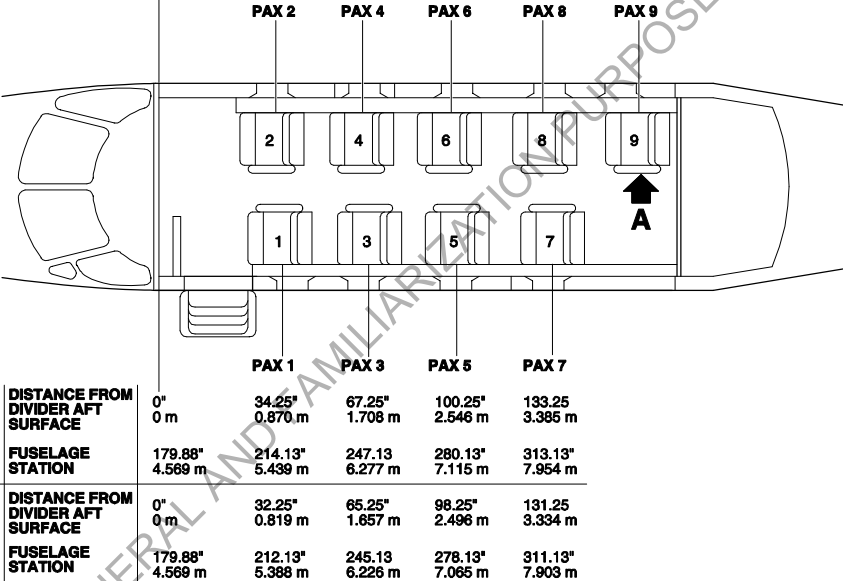 PAX 2 PAX 4 PAX 6 PAX 8 PAX 9
2 4 6 8 9
A
1 3 5 7
PAX 1 PAX 3 PAX 5 PAX 7
DISTANCE FROM
DIVIDER AFT
SURFACE
0" 34.25" 67.25" 100.25" 133.25
0 m 0.870 m 1.708 m 2.546 m 3.385 m
FUSELAGE
STATION
179.88" 214.13" 247.13 280.13" 313.13"
4.569 m 5.439 m 6.277 m 7.115 m 7.954 m
DISTANCE FROM
DIVIDER AFT
SURFACE
0" 32.25" 65.25" 98.25" 131.25
0 m 0.819 m 1.657 m 2.496 m 3.334 m
FUSELAGE
STATION
179.88" 212.13" 245.13 278.13" 311.13"
4.569 m 5.388 m 6.226 m 7.065 m 7.903 m
AND FAMILIARIZATION